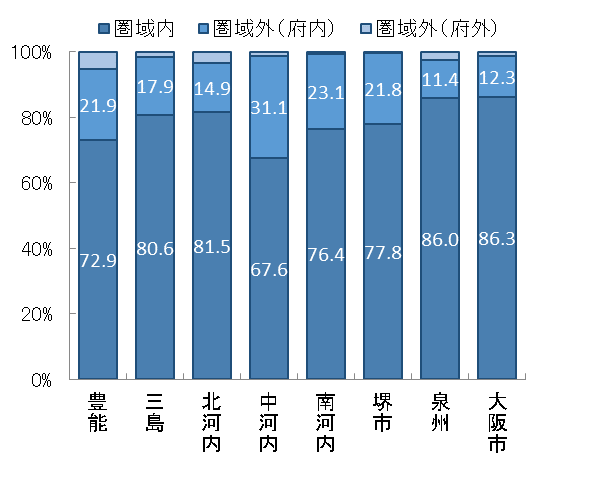 圏域内 圏域外（府内） 圏域外（府外）
100%
80%
60%
40%
20%
0%
21.9 17.9 14.9 31.1 23.1 21.8 11.4 12.3
72.9 80.6 81.5 67.6 76.4 77.8 86.0 86.3
豊能
三島
北河内
中河内
南河内
堺市
泉州
大阪市